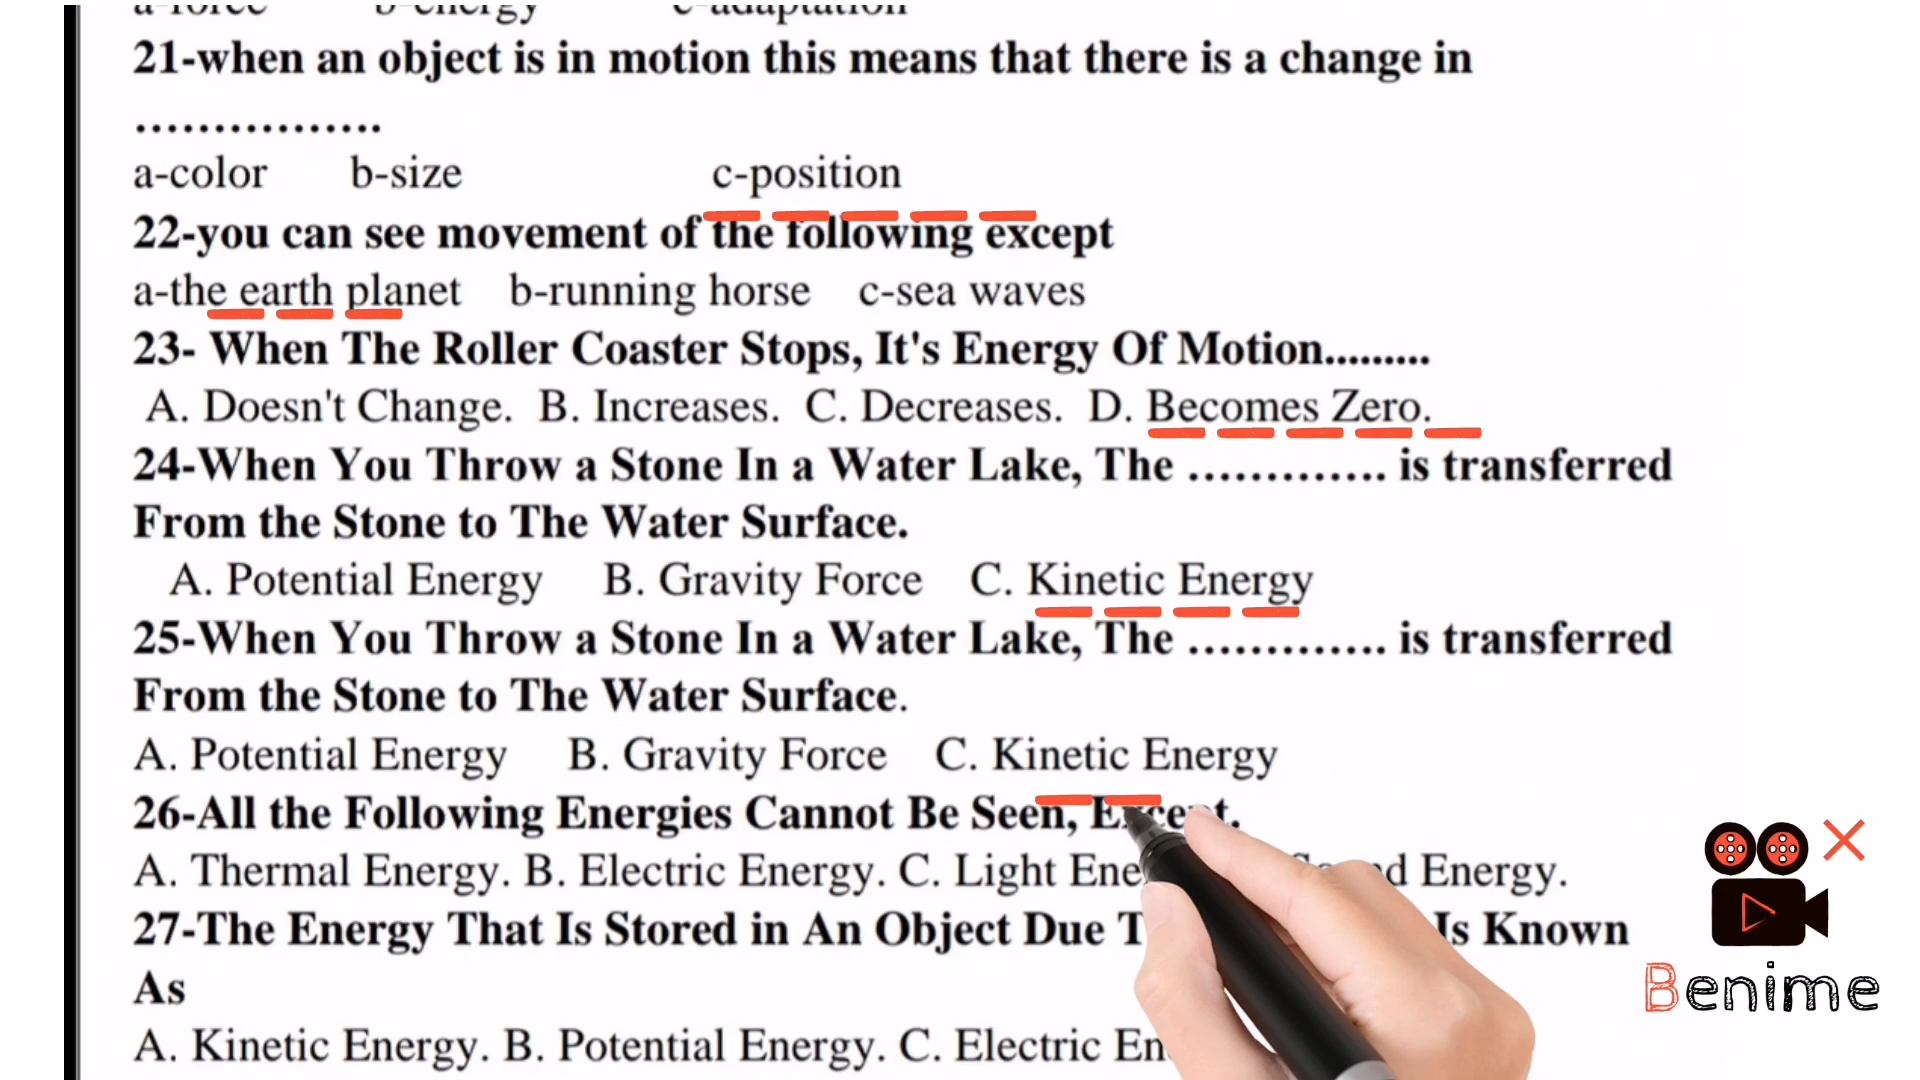 21-when an object is in motion this means that there is a change in
................
a-color b-size c-position
22-you can see movement of the following except
a-the earth planet b-running horse c-sea waves
23- When The Roller Coaster Stops, It's Energy Of Motion.........
A. Doesn't Change. B. Increases. C. Decreases. D. Becomes Zero.
24-When You Throw a Stone In a Water Lake, The ............. is transferred
From the Stone to The Water Surface.
A. Potential Energy B. Gravity Force C. Kinetic Energy
25-When You Throw a Stone In a Water Lake, The ............. is transferred
From the Stone to The Water Surface.
A. Potential Energy B. Gravity Force C. Kinetic Energy
26-All the Following Energies Cannot Be Seen, Except.
A. Thermal Energy. B. Electric Energy. C. Light Energy.
27-The Energy That Is Stored in An Object Due Is Known
As
A. Kinetic Energy. B. Potential Energy. C. Electric
Benime